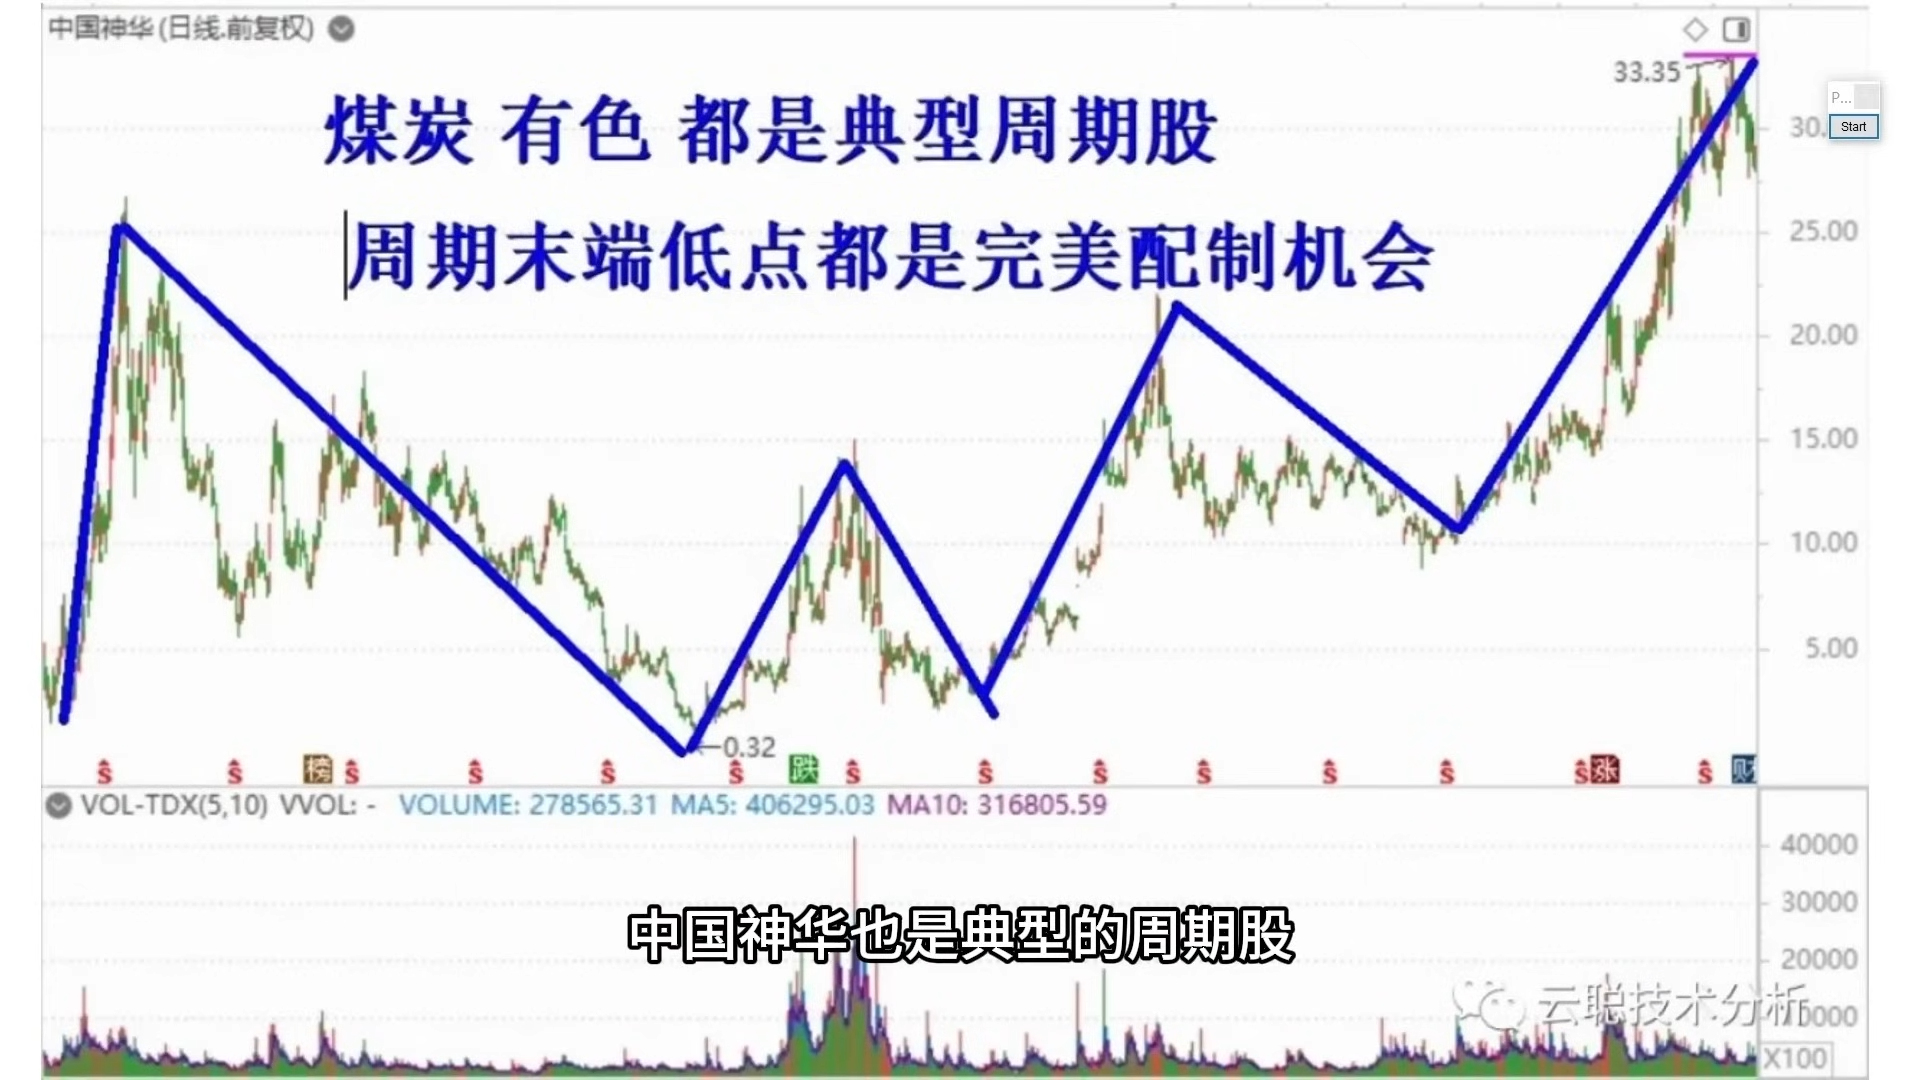 中国神华(日线.前复权)
33.35
煤炭 有色 都是典型周期股
P...
Start
30.
周期末端低点都是完美配制机会
25.00
20.00
15.00
10.00
5.00
0.32
S S 榜 S S S S 跌 S S S S S S S 涨 S 财
VOL-TDX(5,10) VVOL: - VOLUME: 278565.31 MA5: 406295.03 MA10: 316805.59
40000
30000
中国神华也是典型的周期股
20000
云聪技术分析
0000
X100